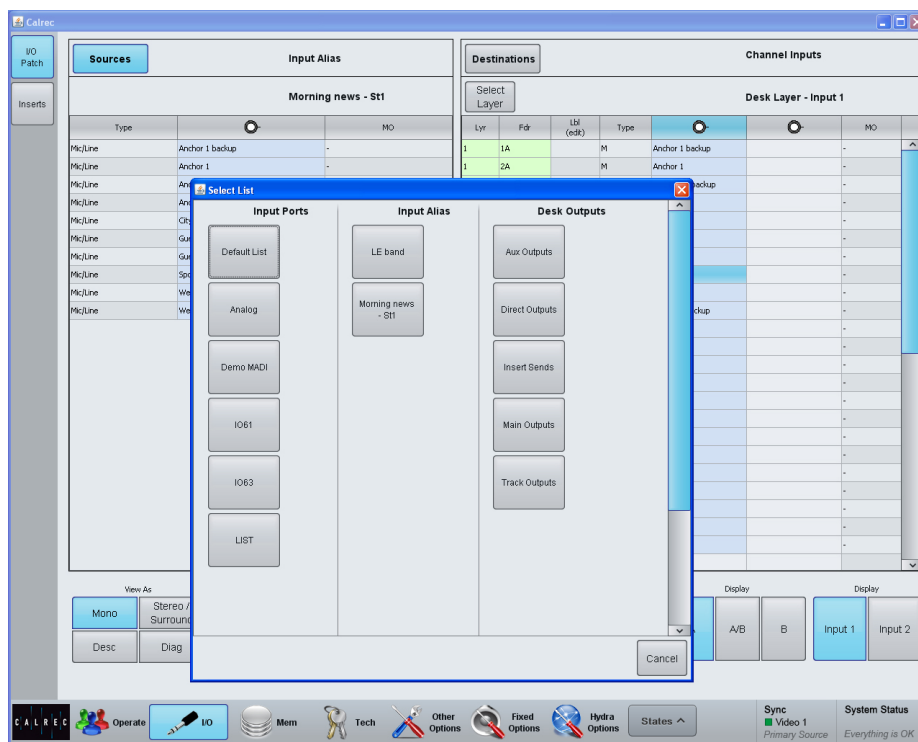 Calrec
I/O
Patch
Inserts
Sources
Input Alias
Morning news - St1
Type
MO
Mic/Line
Anchor 1 backup
-
Mic/Line
Anchor 1
-
Mic/Line
Mic/Line
Mic/Line
Mic/Line
Mic/Line
Mic/Line
Mic/Line
Mic/Line
Destinations
Channel Inputs
Select
Layer
Desk Layer - Input 1
Lyr
Fdr
Lbl
(edit)
Type
MO
1
1A
M
Anchor 1 backup
-
1
2A
M
Anchor 1
-
Select List
Input Ports
Input Alias
Desk Outputs
Default List
LE band
Aux Outputs
Analog
Morning news
- St1
Direct Outputs
Demo MADI
Insert Sends
IO61
Main Outputs
IO63
Track Outputs
LIST
Cancel
View As
Mono
Stereo /
Surround
Desc
Diag
Display
A/B
B
Display
Input 1
Input 2
CALREC
Operate
I/O
Mem
Tech
Other
Options
Fixed
Options
Hydra
Options
States
Sync
Video 1
Primary Source
System Status
Everything is OK